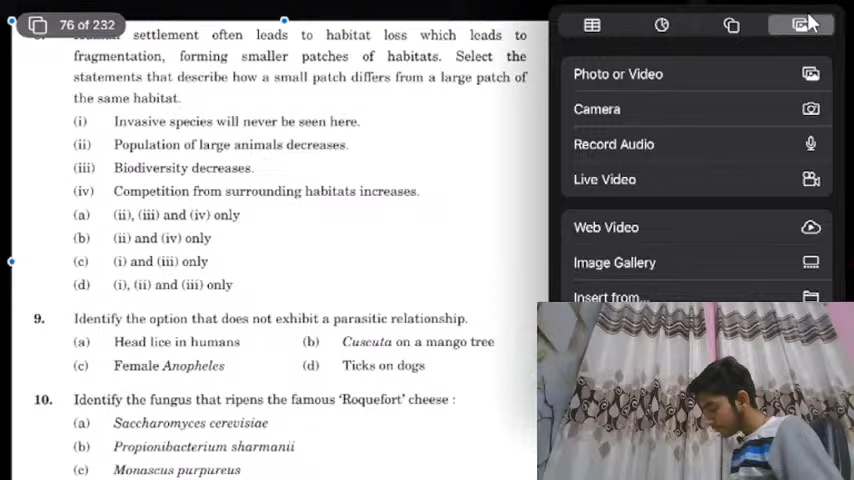 76 of 232
settlement often leads to habitat loss which leads to
fragmentation, forming smaller patches of habitats. Select the
statements that describe how a small patch differs from a large patch of
the same habitat.
(i) Invasive species will never be seen here.
(ii) Population of large animals decreases.
(iii) Biodiversity decreases.
(iv) Competition from surrounding habitats increases.
(a) (ii), (iii) and (iv) only
(b) (ii) and (iv) only
(c) (i) and (iii) only
(d) (i), (ii) and (iii) only
9. Identify the option that does not exhibit a parasitic relationship.
(a) Head lice in humans (b) Cuscuta on a mango tree
(c) Female Anopheles (d) Ticks on dogs
10. Identify the fungus that ripens the famous 'Roquefort' cheese :
(a) Saccharomyces cerevisiae
(b) Propionibacterium sharmanii
(c) Monascus purpureus
Photo or Video
Camera
Record Audio
Live Video
Web Video
Image Gallery
Insert from...